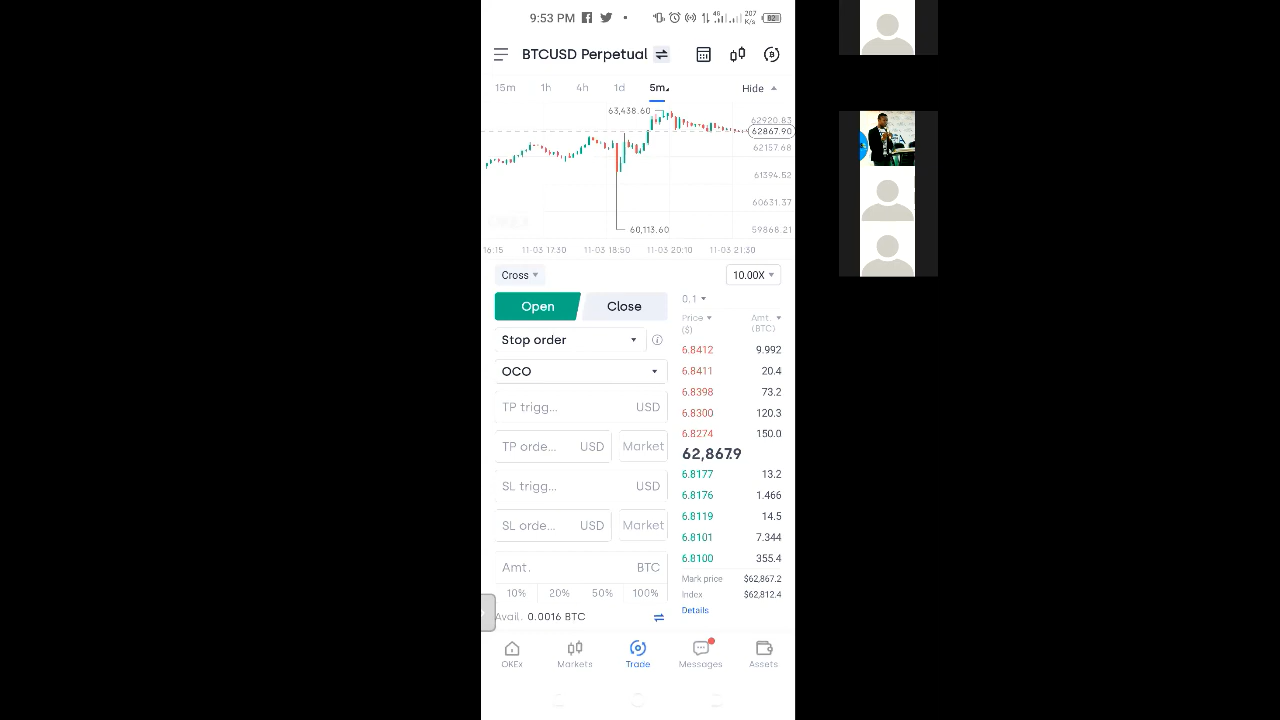 9:53 PM 4G 207 K/s 82
BTCUSD Perpetual
15m 1h 4h 1d 5m Hide
63,438.60
62920.83
62867.90
62157.68
61394.52
60631.37
60,113.60
59868.21
16:15 11-03 17:30 11-03 18:50 11-03 20:10 11-03 21:30
Cross 10.00X
Open Close 0.1
Price ($) Amt. (BTC)
Stop order
OCO
TP trigg... USD
TP orde... USD Market
SL trigg... USD
SL orde... USD Market
Amt. BTC
10% 20% 50% 100%
Avail. 0.0016 BTC
6.8412 9.992
6.8411 20.4
6.8398 73.2
6.8300 120.3
6.8274 150.0
62,867.9
6.8177 13.2
6.8176 1.466
6.8119 14.5
6.8101 7.344
6.8100 355.4
Mark price $62,867.2
Index $62,812.4
Details
OKEx Markets Trade Messages Assets